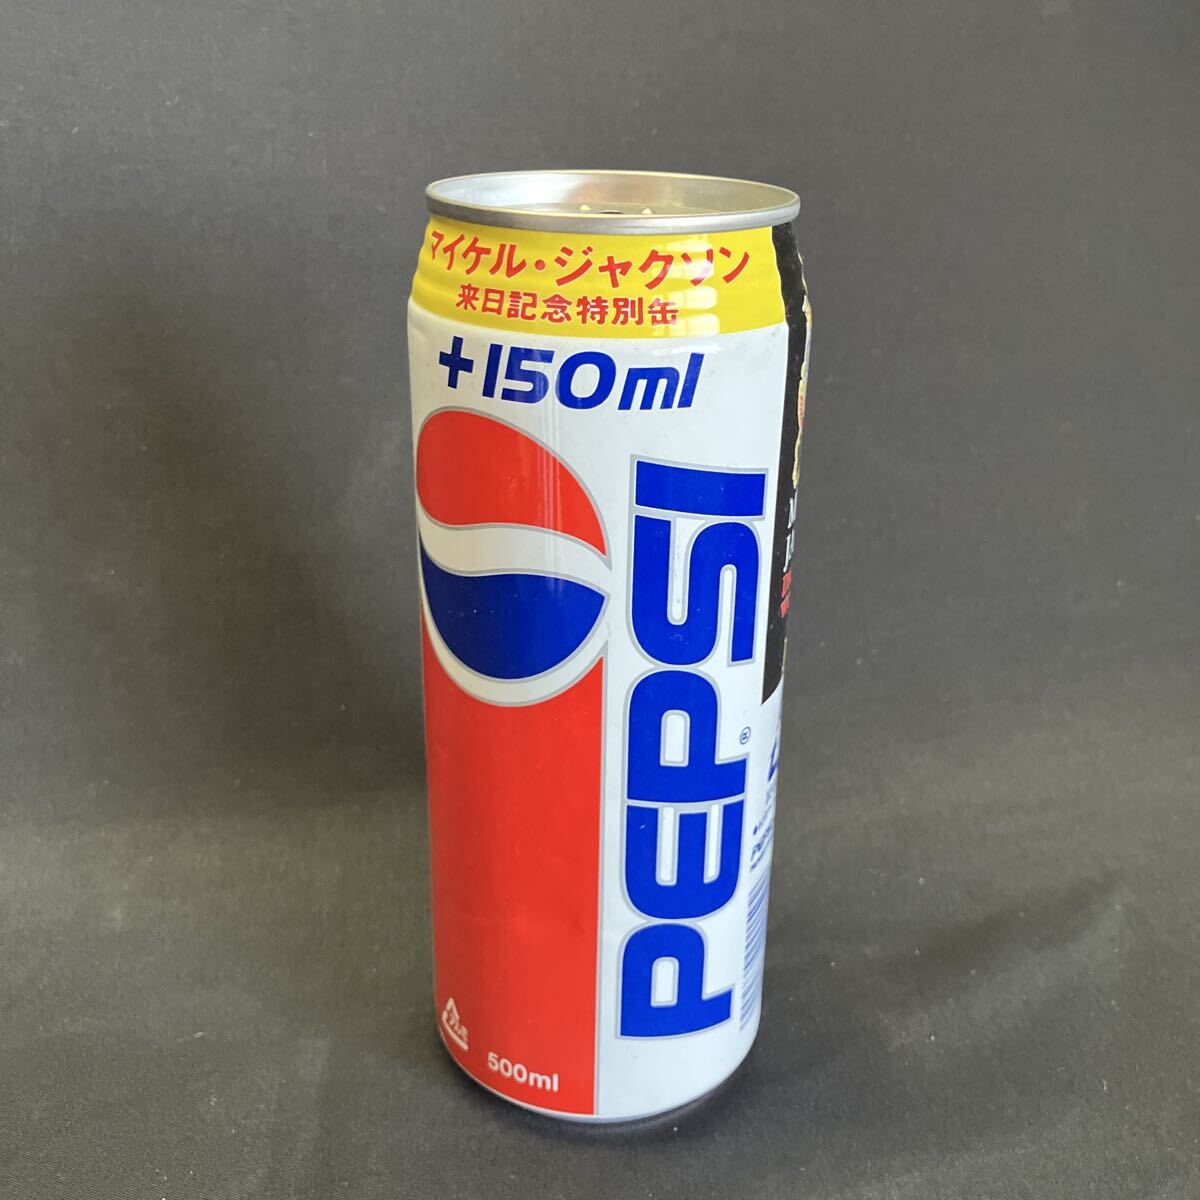 マイケル・ジャクソン
来日記念特別缶
+150ml
PEPSI
®
500ml